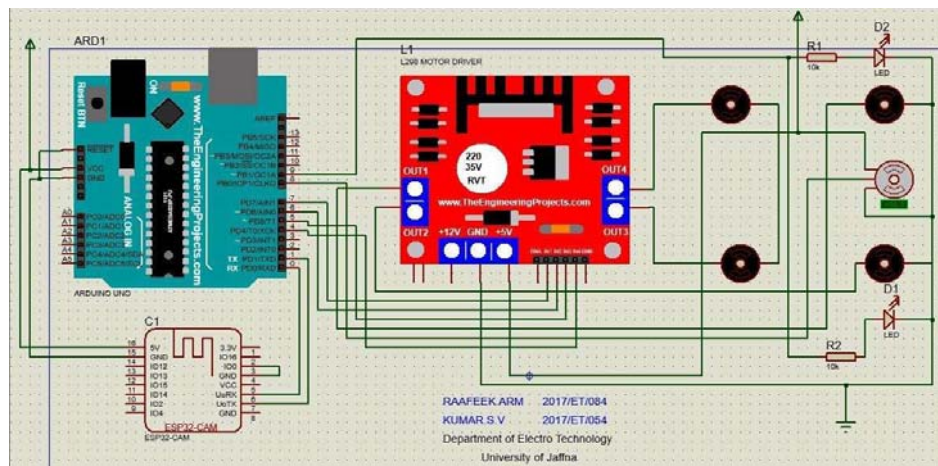 ARD1
Reset BTN
ON
www.TheEngineeringProjects.com
ANALOG IN
RESET
VCC
GND
A0
A1
A2
A3
A4
A5
AREF
13
12
11
10
9
8
7
6
5
4
3
2
1
0
TX
RX
ARDUINO UNO
L1
L298 MOTOR DRIVER
220
35V
RVT
OUT1
OUT4
www.TheEngineeringProjects.com
OUT2
+12V GND +5V
OUT3
R1
10k
D2
LED
D1
LED
R2
10k
C1
16 5V 3.3V
15 GND IO16 1
14 IO12 IO0 2
13 IO13 GND 3
12 IO15 VCC 4
11 IO14 UoRX 5
10 IO2 UoTX 6
9 IO4 GND 7
8
ESP32-CAM
ESP32-CAM
RAAFEEK.ARM 2017/ET/084
KUMAR.S.V 2017/ET/054
Department of Electro Technology
University of Jaffna